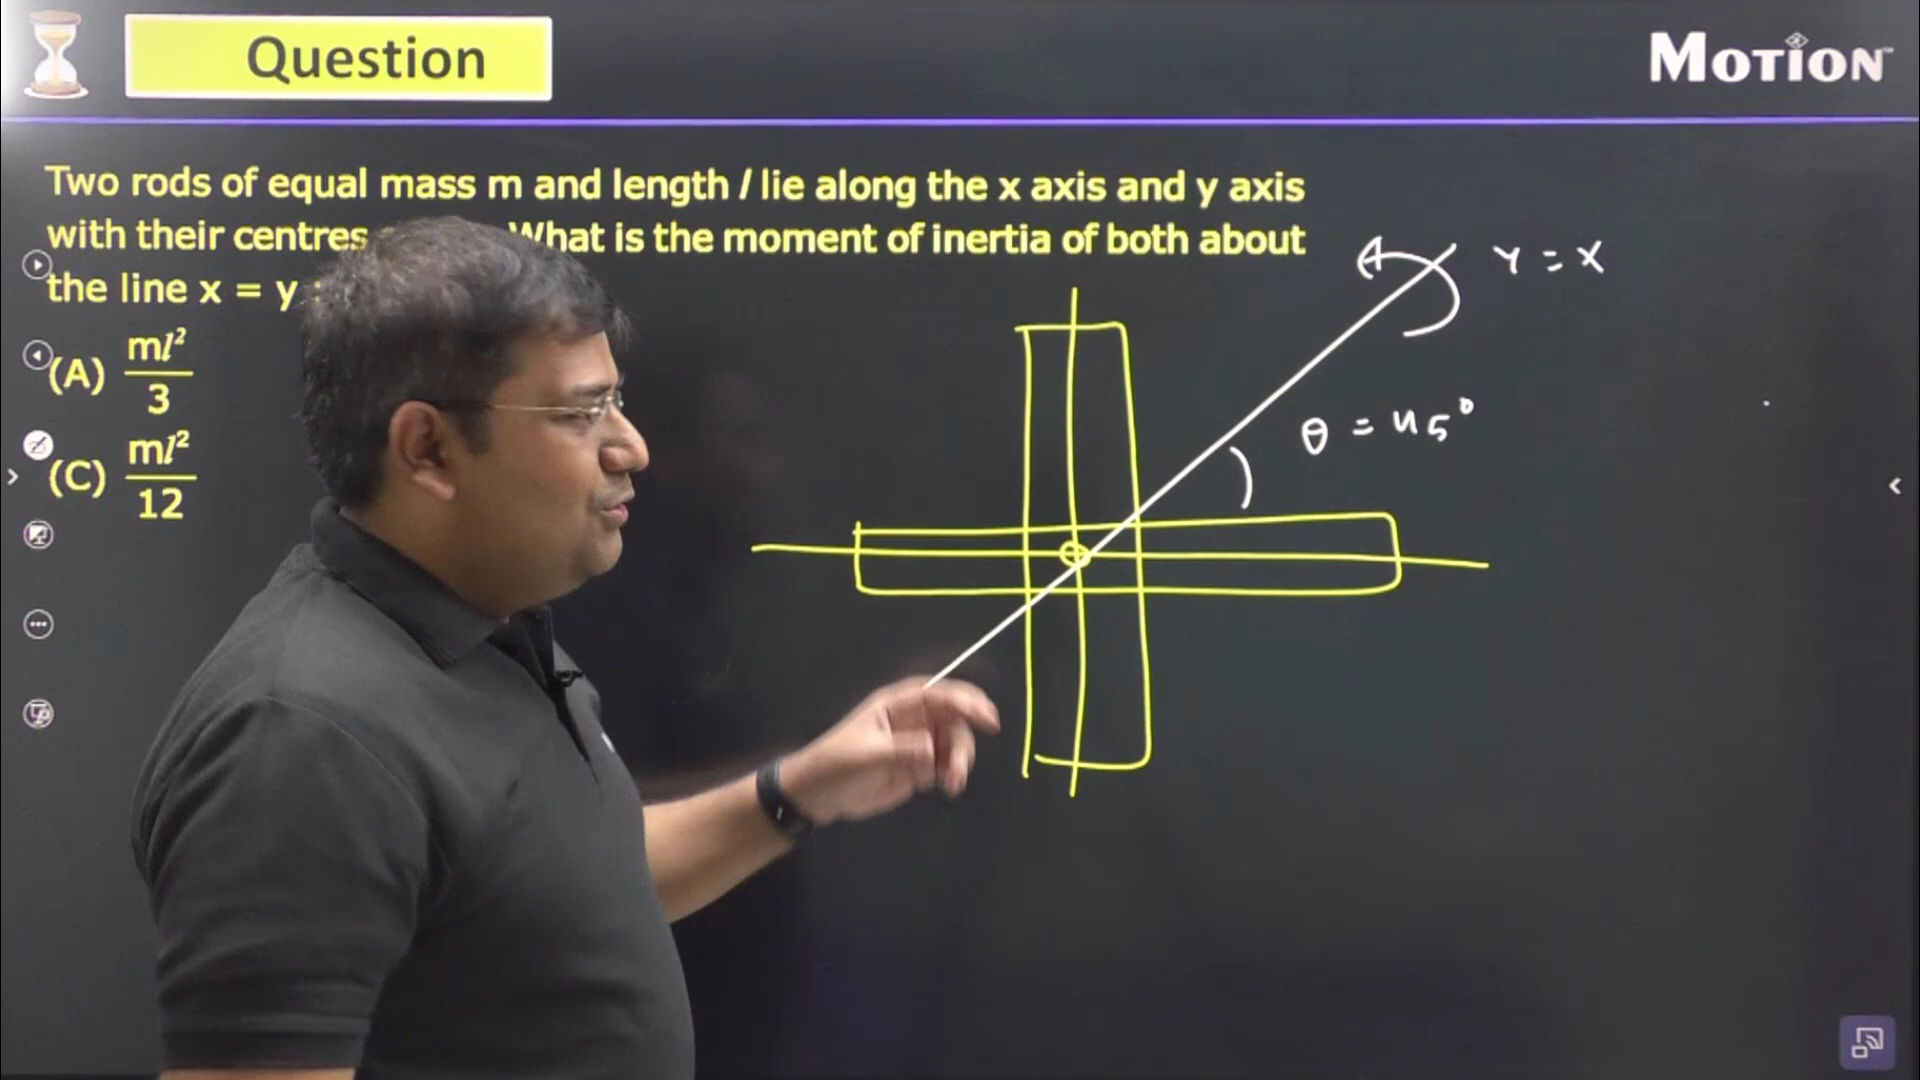 Question
MOTION
Two rods of equal mass m and length l lie along the x axis and y axis
with their centres What is the moment of inertia of both about
the line x = y
(A) ml²/3
(C) ml²/12
Y = X
θ = 45°